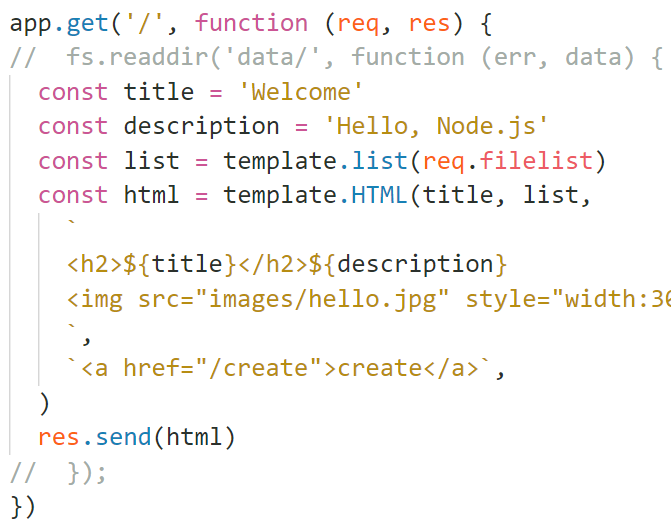 app.get('/', function (req, res) {
//  fs.readdir('data/', function (err, data) {
  const title = 'Welcome'
  const description = 'Hello, Node.js'
  const list = template.list(req.filelist)
  const html = template.HTML(title, list,
    `
    <h2>${title}</h2>${description}
    <img src="images/hello.jpg" style="width:30
    `,
    `<a href="/create">create</a>`,
  )
  res.send(html)
//  });
})